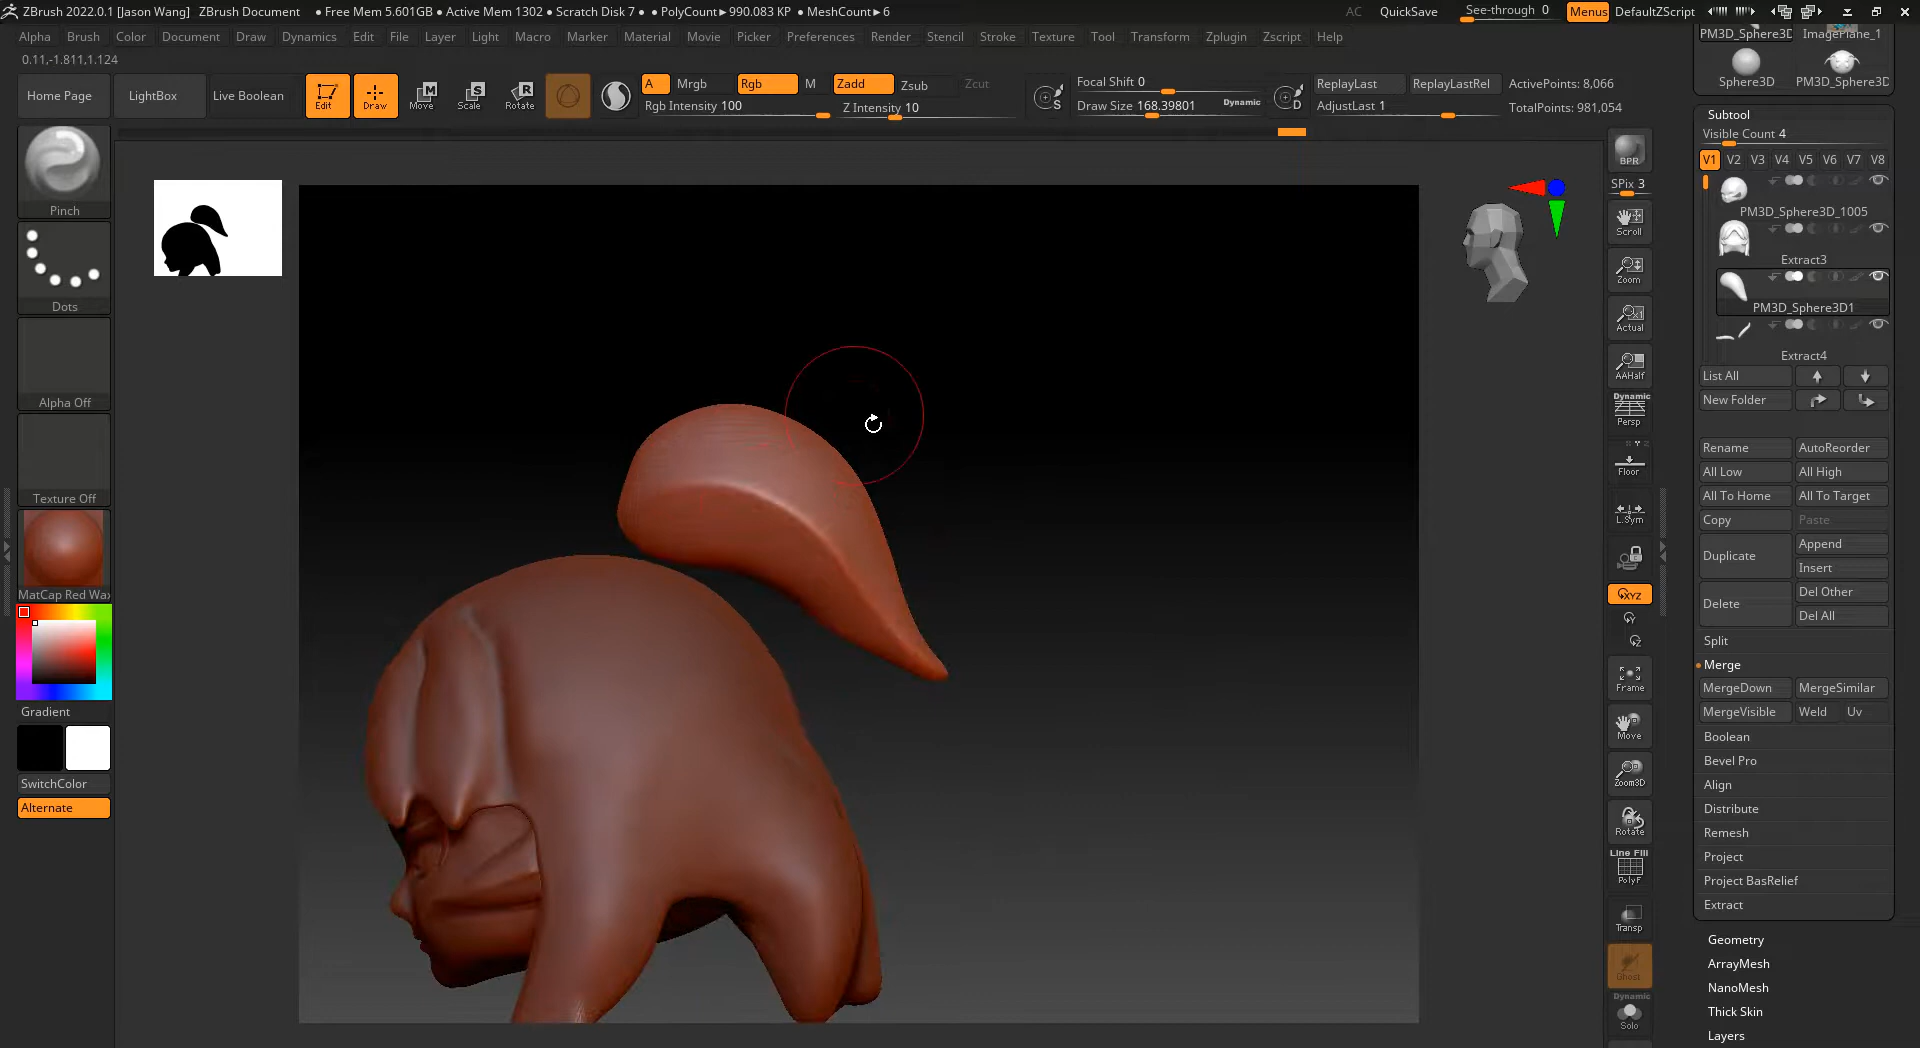 ZBrush 2022.0.1 [Jason Wang] ZBrush Document • Free Mem 5.601GB • Active Mem 1302 • Scratch Disk 7 • PolyCount► 990.083 KP • MeshCount► 6 AC QuickSave See-through 0 Menus DefaultZScript
Alpha Brush Color Document Draw Dynamics Edit File Layer Light Macro Marker Material Movie Picker Preferences Render Stencil Stroke Texture Tool Transform Zplugin Zscript Help
0.11,-1.811,1.124
Home Page LightBox Live Boolean Edit Draw Move Scale Rotate
A Mrgb Rgb M Zadd Zsub Zcut
Rgb Intensity 100 Z Intensity 10
Focal Shift 0
Draw Size 168.39801 Dynamic
ReplayLast ReplayLastRel ActivePoints: 8,066
AdjustLast 1 TotalPoints: 981,054
Pinch
Dots
Alpha Off
Texture Off
MatCap Red Wax
Gradient
SwitchColor
Alternate
BPR
SPix 3
Scroll
Zoom
Actual
AAHalf
Dynamic
Persp
Floor
L.Sym
XYZ
Y
Z
Frame
Move
Zoom3D
Rotate
Line Fill
PolyF
Transp
Ghost
Dynamic
Solo
PM3D_Sphere3D ImagePlane_1
Sphere3D PM3D_Sphere3D
Subtool
Visible Count 4
V1 V2 V3 V4 V5 V6 V7 V8
PM3D_Sphere3D_1005
Extract3
PM3D_Sphere3D1
Extract4
List All
New Folder
Rename AutoReorder
All Low All High
All To Home All To Target
Copy Paste
Duplicate Append
Insert
Delete Del Other
Del All
Split
Merge
MergeDown MergeSimilar
MergeVisible Weld Uv
Boolean
Bevel Pro
Align
Distribute
Remesh
Project
Project BasRelief
Extract
Geometry
ArrayMesh
NanoMesh
Thick Skin
Layers